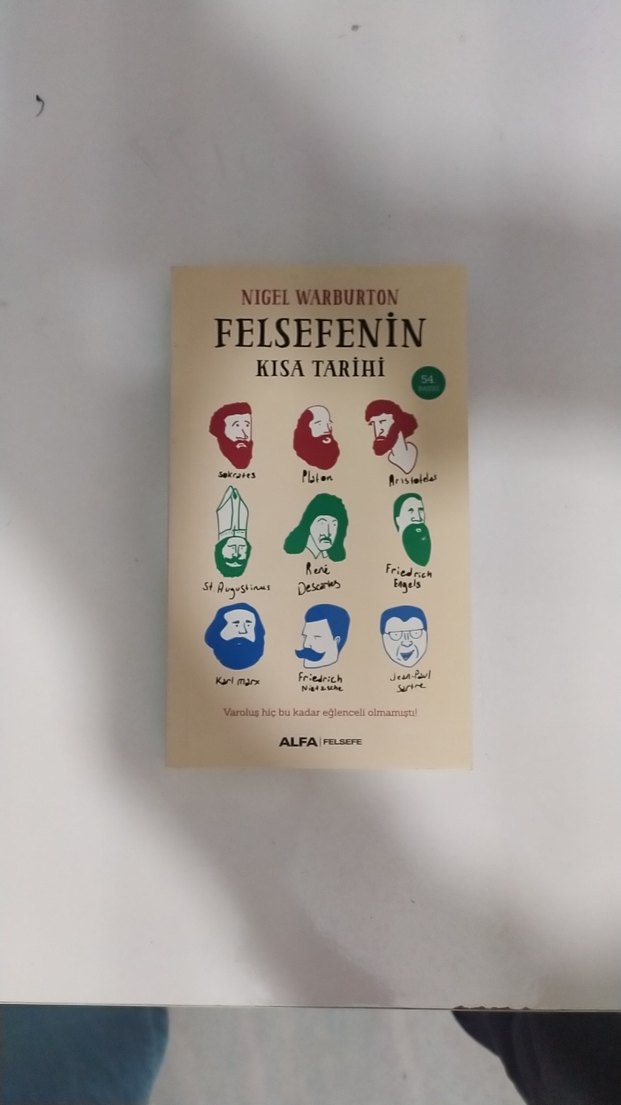 NIGEL WARBURTON
FELSEFENİN
KISA TARİHİ
54.
BASKI
Sokrates
Platon
Aristoteles
St Augustinus
René
Descartes
Friedrich
Engels
Karl Marx
Friedrich
Nietzsche
Jean-Paul
Sartre
Varoluş hiç bu kadar eğlenceli olmamıştı!
ALFA | FELSEFE